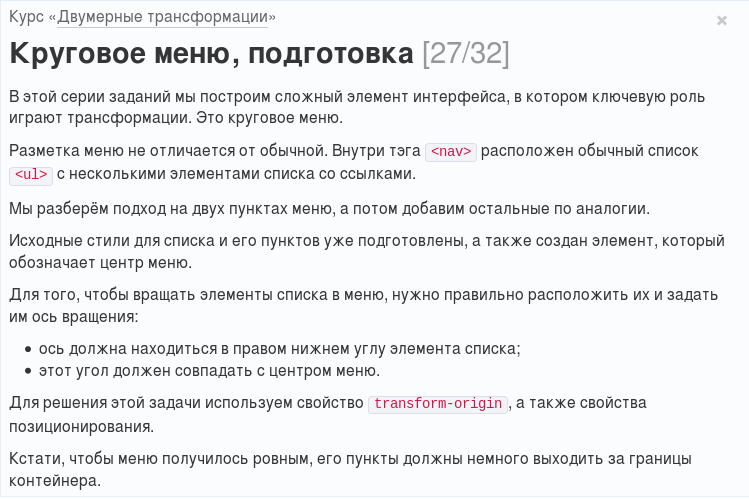 Курс «Двумерные трансформации»
Круговое меню, подготовка [27/32]
В этой серии заданий мы построим сложный элемент интерфейса, в котором ключевую роль
играют трансформации. Это круговое меню.
Разметка меню не отличается от обычной. Внутри тэга <nav> расположен обычный список
<ul> с несколькими элементами списка со ссылками.
Мы разберём подход на двух пунктах меню, а потом добавим остальные по аналогии.
Исходные стили для списка и его пунктов уже подготовлены, а также создан элемент, который
обозначает центр меню.
Для того, чтобы вращать элементы списка в меню, нужно правильно расположить их и задать
им ось вращения:
• ось должна находиться в правом нижнем углу элемента списка;
• этот угол должен совпадать с центром меню.
Для решения этой задачи используем свойство transform-origin, а также свойства
позиционирования.
Кстати, чтобы меню получилось ровным, его пункты должны немного выходить за границы
контейнера.